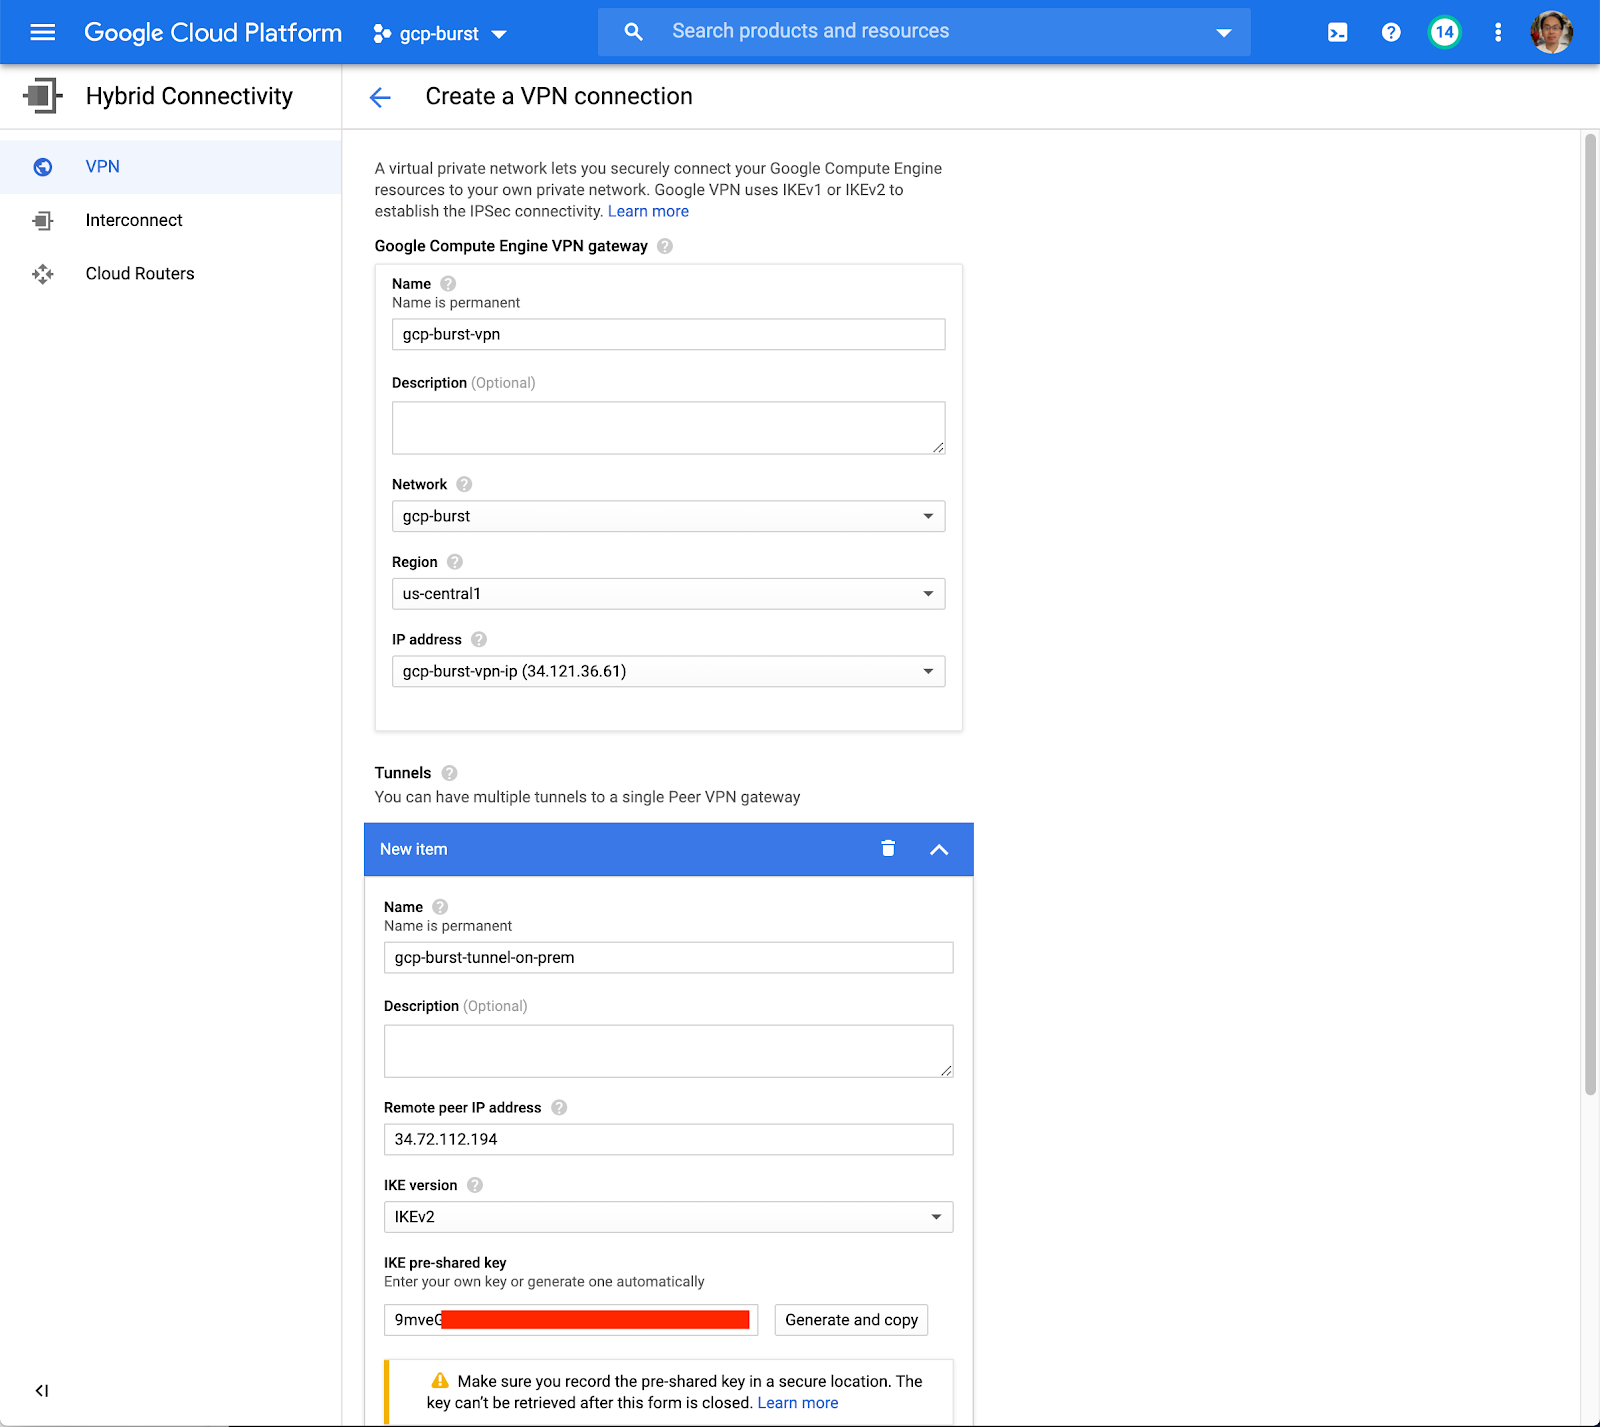 Google Cloud Platform
gcp-burst
Search products and resources
14
Hybrid Connectivity
Create a VPN connection
VPN
Interconnect
Cloud Routers
A virtual private network lets you securely connect your Google Compute Engine
resources to your own private network. Google VPN uses IKEv1 or IKEv2 to
establish the IPSec connectivity. Learn more
Google Compute Engine VPN gateway
Name
Name is permanent
gcp-burst-vpn
Description (Optional)
Network
gcp-burst
Region
us-central1
IP address
gcp-burst-vpn-ip (34.121.36.61)
Tunnels
You can have multiple tunnels to a single Peer VPN gateway
New item
Name
Name is permanent
gcp-burst-tunnel-on-prem
Description (Optional)
Remote peer IP address
34.72.112.194
IKE version
IKEv2
IKE pre-shared key
Enter your own key or generate one automatically
9mveG
Generate and copy
Make sure you record the pre-shared key in a secure location. The
key can't be retrieved after this form is closed. Learn more